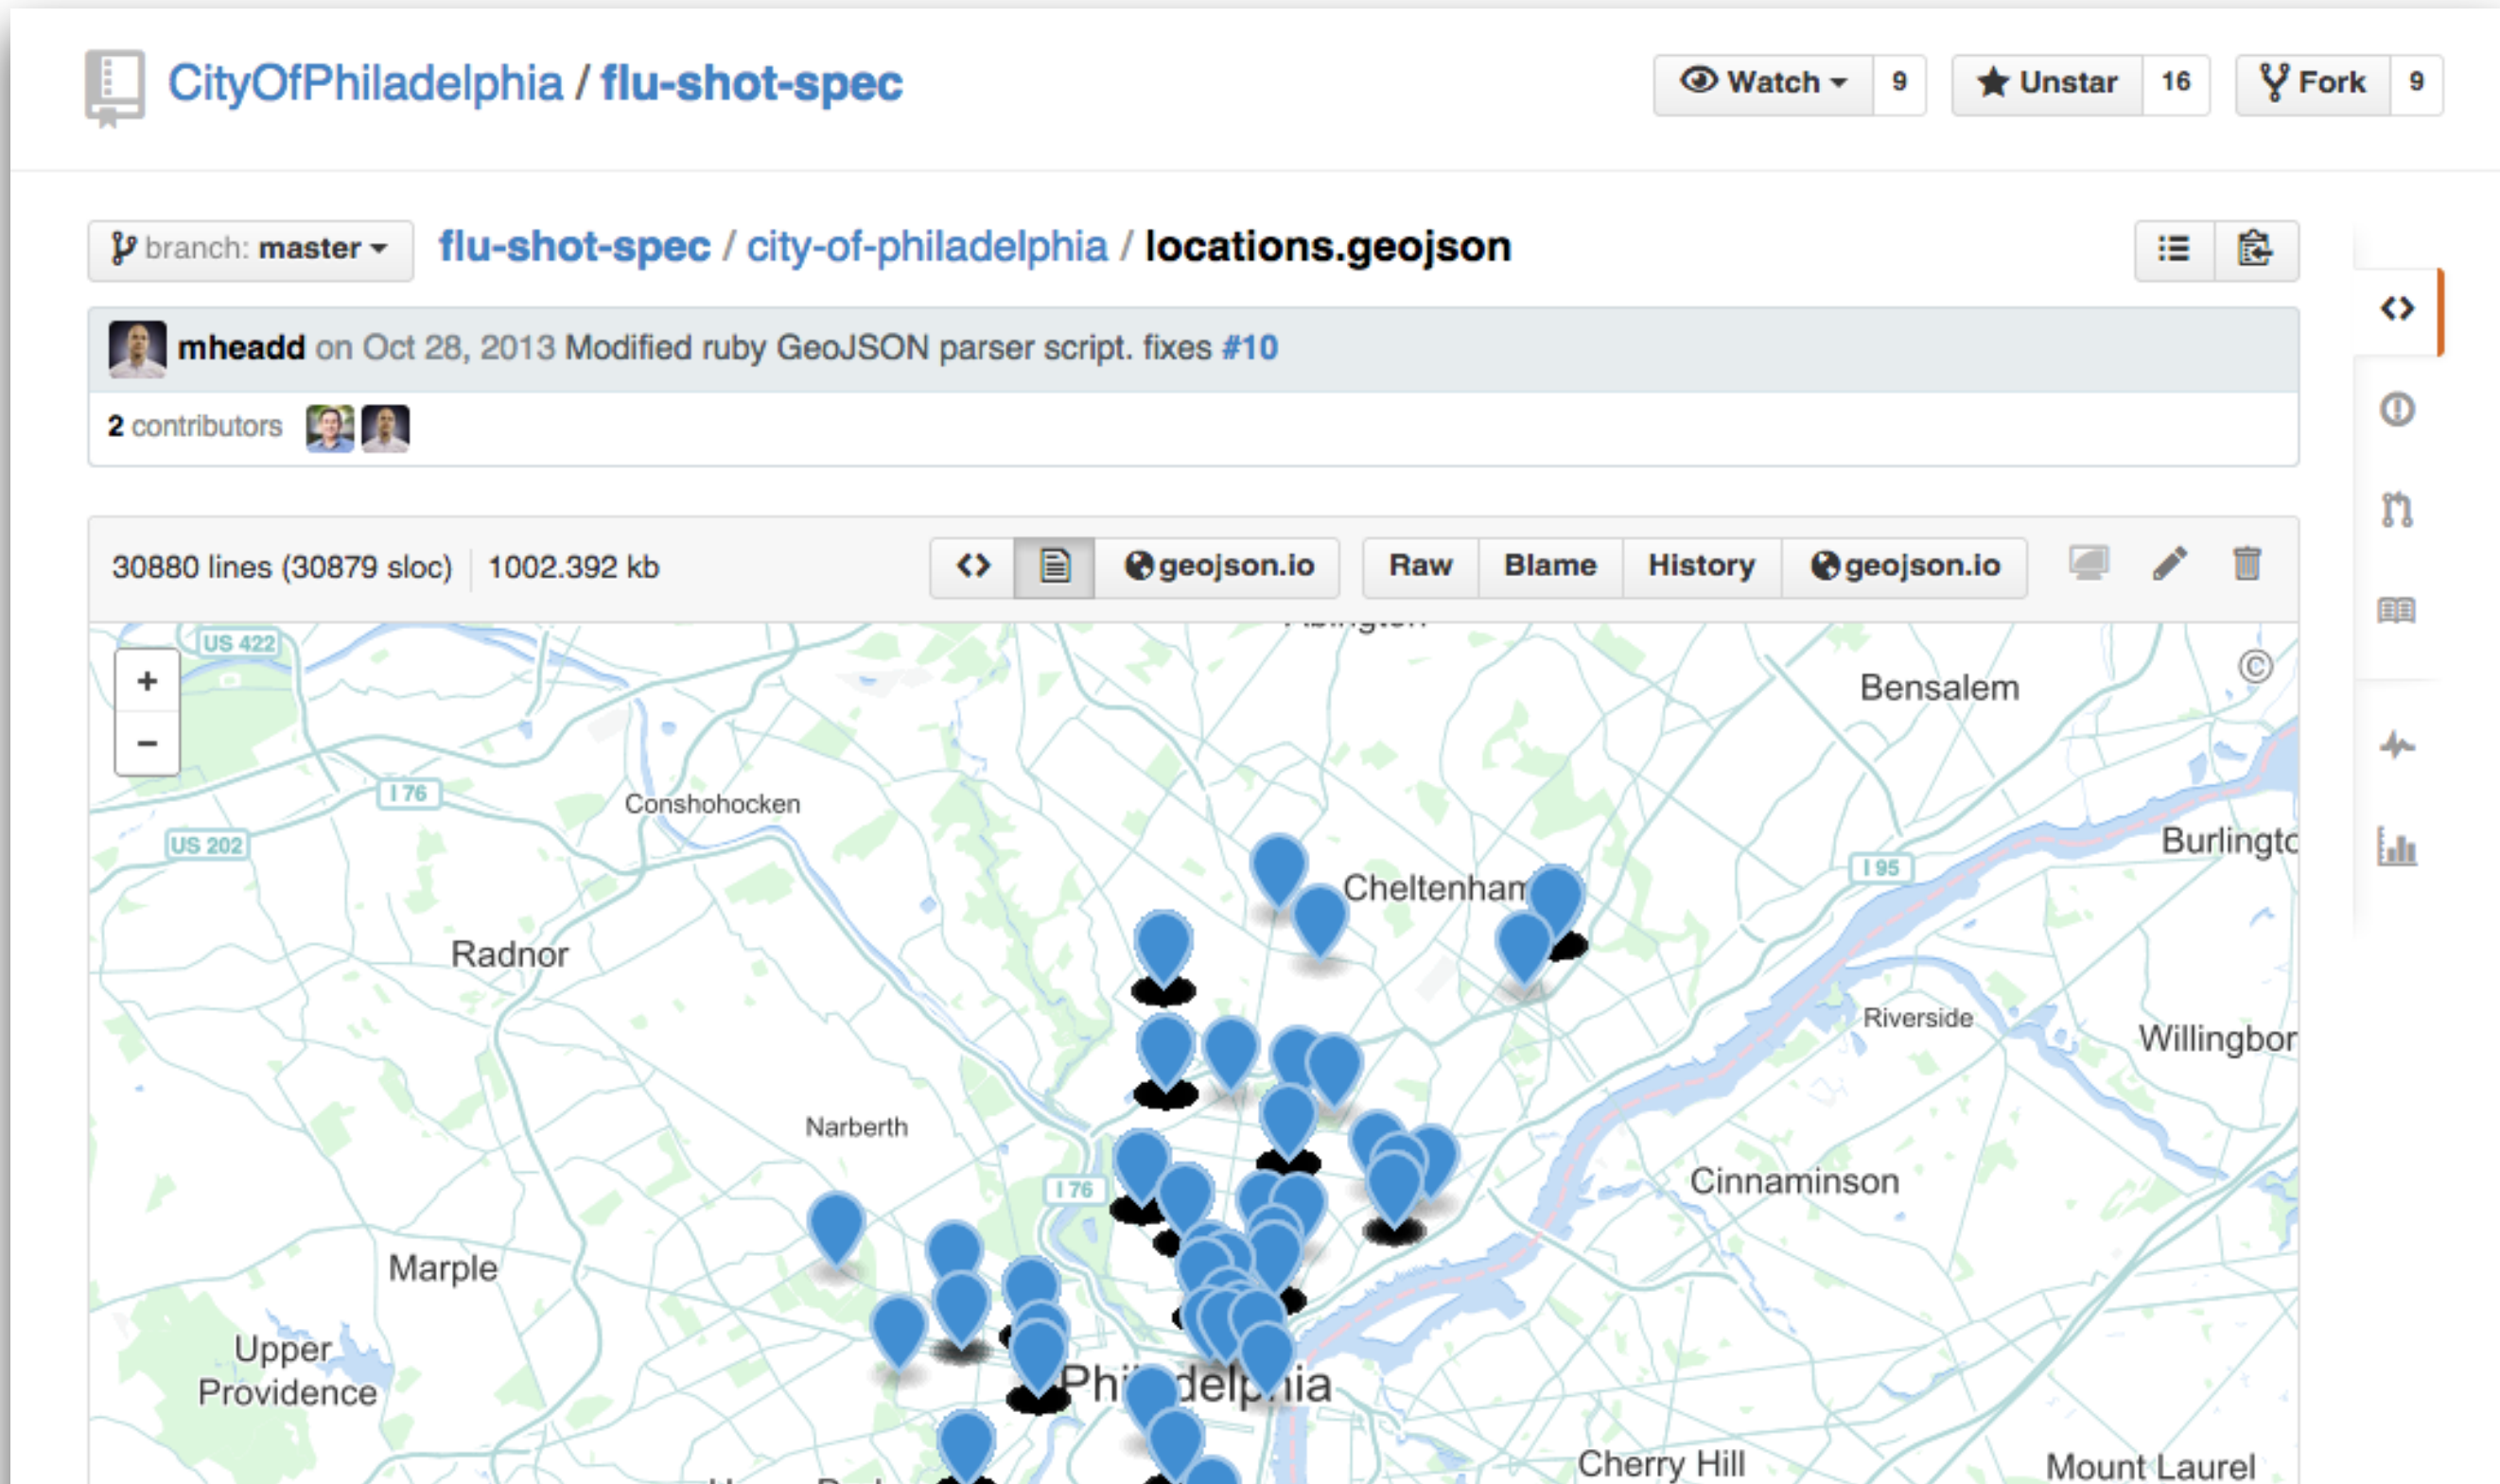 CityOfPhiladelphia / flu-shot-spec
Watch 9 Unstar 16 Fork 9
branch: master flu-shot-spec / city-of-philadelphia / locations.geojson
mheadd on Oct 28, 2013 Modified ruby GeoJSON parser script. fixes #10
2 contributors
30880 lines (30879 sloc) 1002.392 kb
<> geojson.io Raw Blame History geojson.io
US 422
+
©
Bensalem
−
I 76
Conshohocken
US 202
Burlingto
I 95
Cheltenham
Radnor
Riverside
Willingbor
Narberth
Cinnaminson
I 76
Marple
Upper
Providence
Philadelphia
Cherry Hill
Mount Laurel